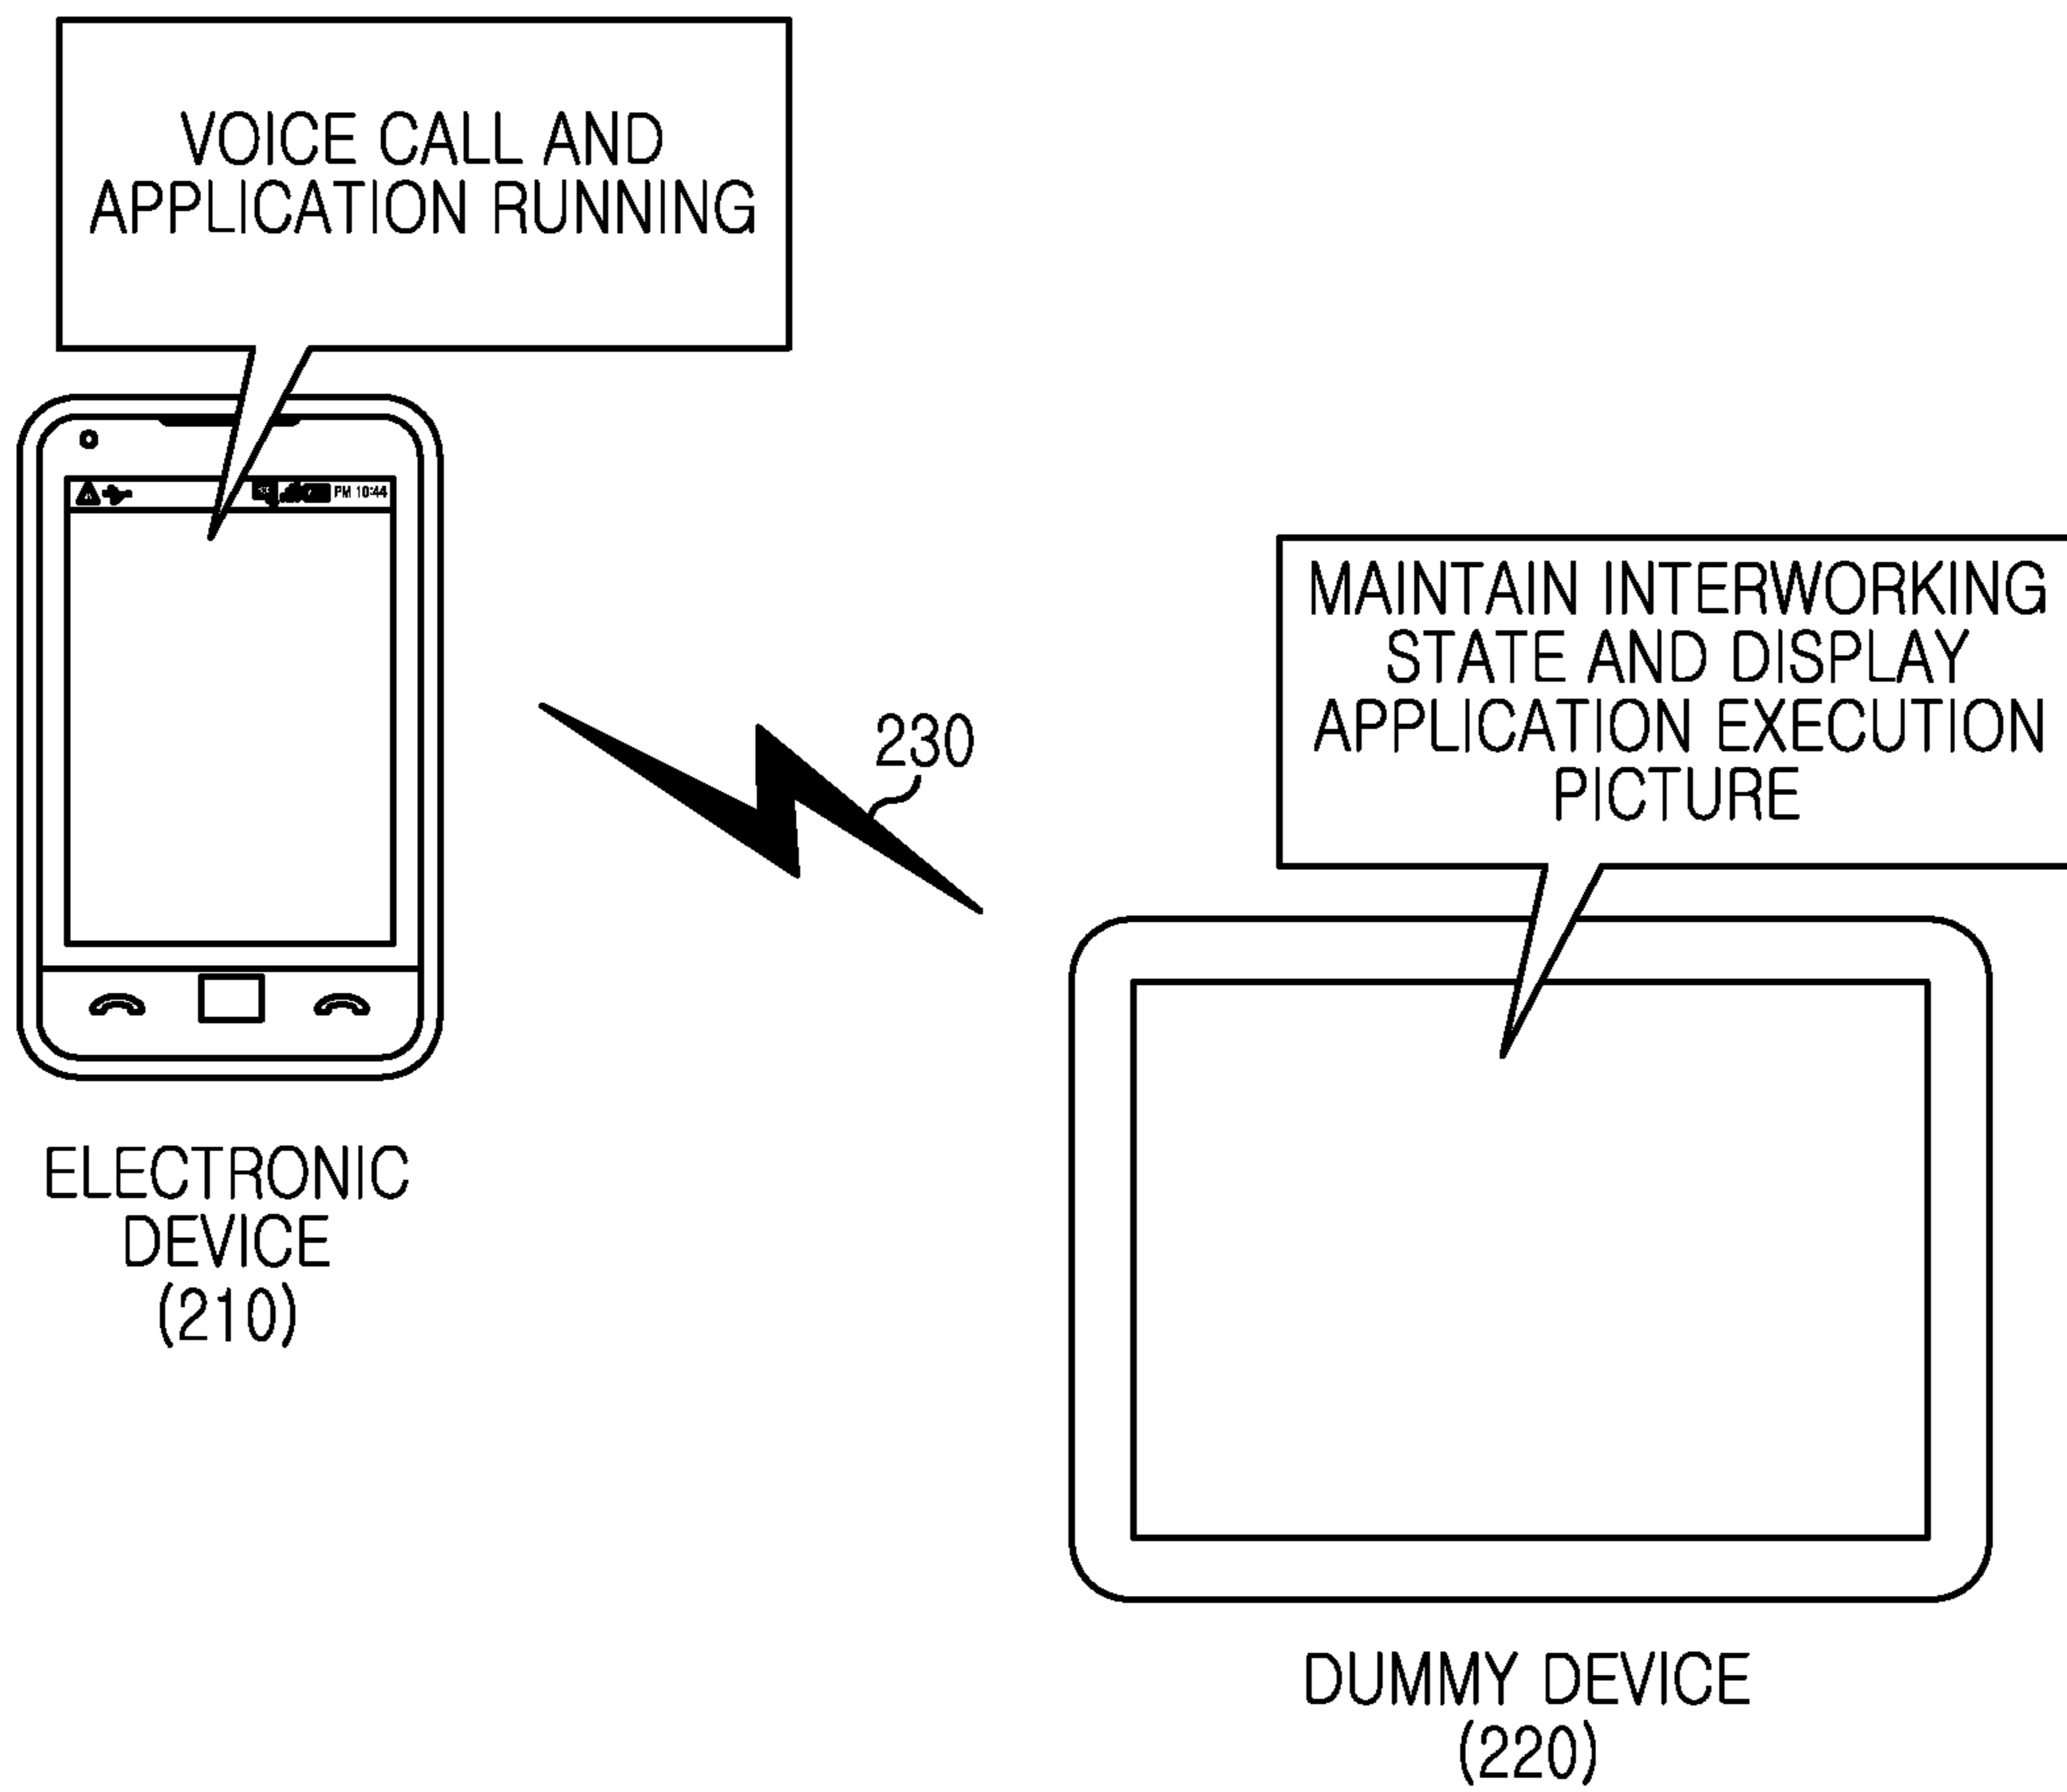 VOICE CALL AND
APPLICATION RUNNING
PM 10:44
230
MAINTAIN INTERWORKING
STATE AND DISPLAY
APPLICATION EXECUTION
PICTURE
ELECTRONIC
DEVICE
(210)
DUMMY DEVICE
(220)